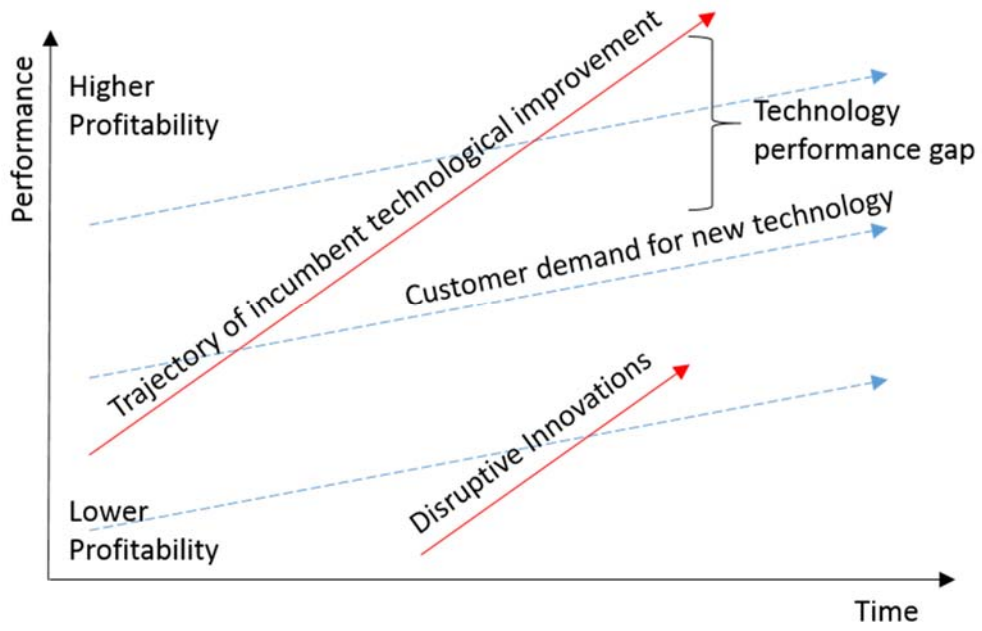 Performance
Higher
Profitability
Trajectory of incumbent technological improvement
Technology
performance gap
Customer demand for new technology
Disruptive Innovations
Lower
Profitability
Time